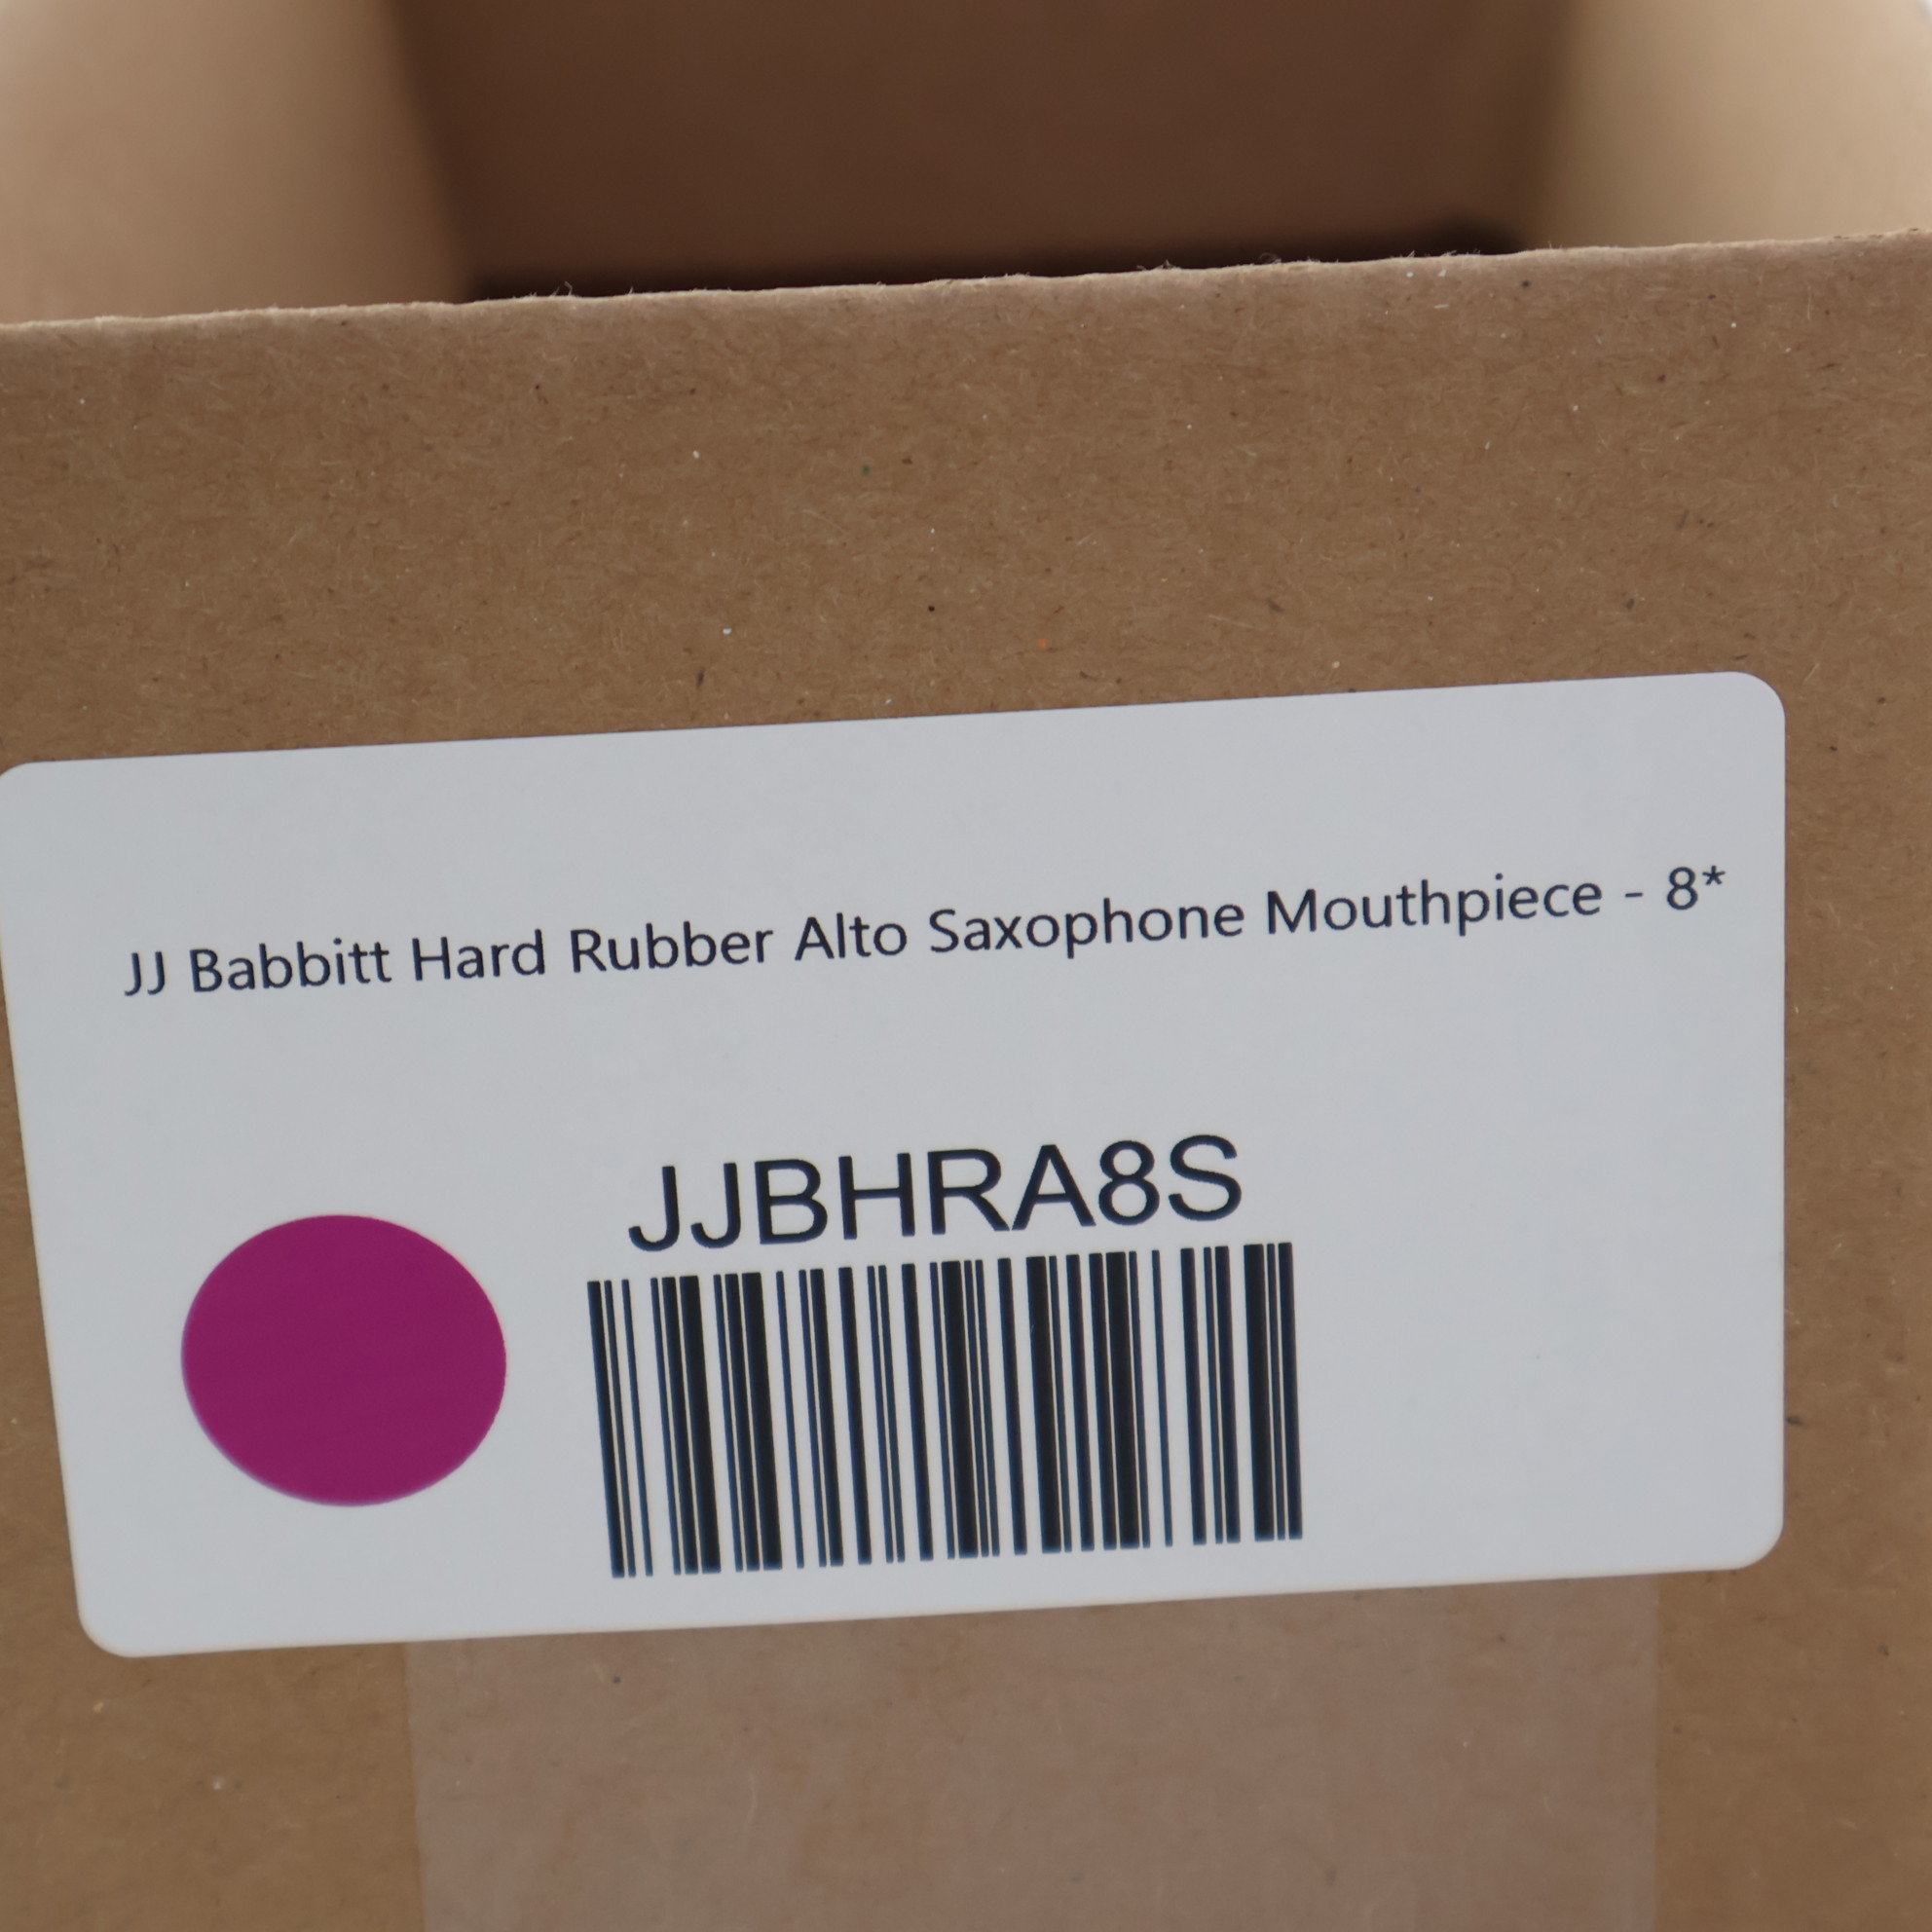 JJ Babbitt Hard Rubber Alto Saxophone Mouthpiece - 8*
JJBHRA8S